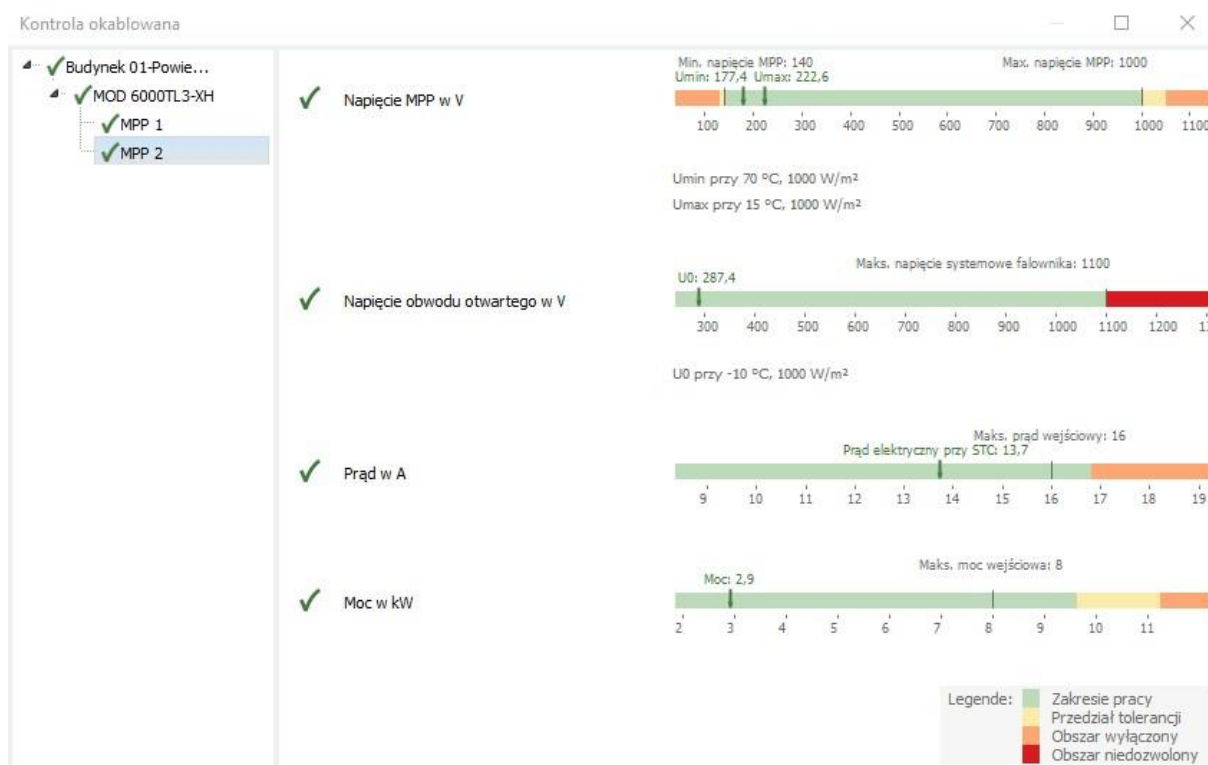 Kontrola okablowana
Budynek 01-Powie...
MOD 6000TL3-XH
MPP 1
MPP 2
Napięcie MPP w V
Min. napięcie MPP: 140
Max. napięcie MPP: 1000
Umin: 177,4 Umax: 222,6
100 200 300 400 500 600 700 800 900 1000 1100
Umin przy 70 °C, 1000 W/m²
Umax przy 15 °C, 1000 W/m²
Napięcie obwodu otwartego w V
Maks. napięcie systemowe falownika: 1100
U0: 287,4
300 400 500 600 700 800 900 1000 1100 1200
U0 przy -10 °C, 1000 W/m²
Prąd w A
Maks. prąd wejściowy: 16
Prąd elektryczny przy STC: 13,7
9 10 11 12 13 14 15 16 17 18 19
Moc w kW
Maks. moc wejściowa: 8
Moc: 2,9
2 3 4 5 6 7 8 9 10 11
Legende:
Zakresie pracy
Przedział tolerancji
Obszar wyłączony
Obszar niedozwolony